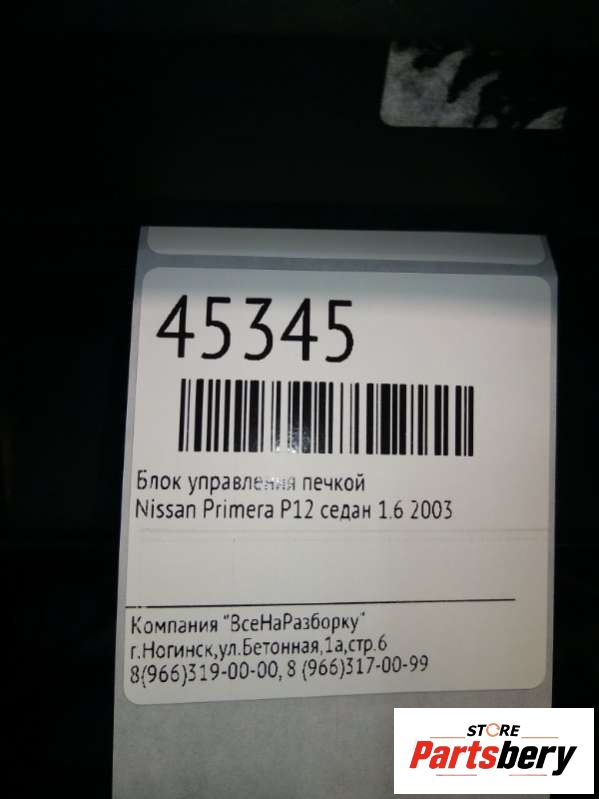 45345
Блок управления печкой
Nissan Primera P12 седан 1.6 2003
Компания "ВсеНаРазборку"
г.Ногинск,ул.Бетонная,1а,стр.6
8(966)319-00-00, 8 (966)317-00-99
STORE
Partsbery